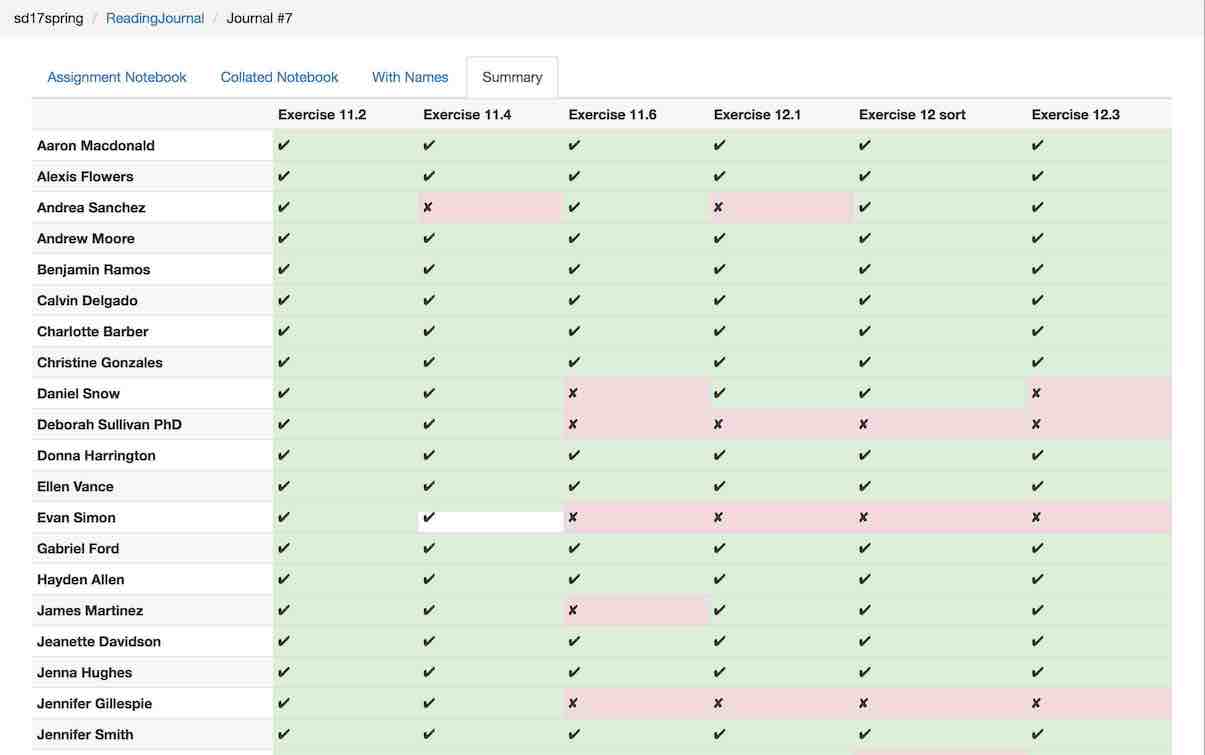 sd17spring / ReadingJournal / Journal #7
Assignment Notebook Collated Notebook With Names Summary
Exercise 11.2 Exercise 11.4 Exercise 11.6 Exercise 12.1 Exercise 12 sort Exercise 12.3
Aaron Macdonald ✔ ✔ ✔ ✔ ✔ ✔
Alexis Flowers ✔ ✔ ✔ ✔ ✔ ✔
Andrea Sanchez ✔ ✘ ✔ ✘ ✔ ✔
Andrew Moore ✔ ✔ ✔ ✔ ✔ ✔
Benjamin Ramos ✔ ✔ ✔ ✔ ✔ ✔
Calvin Delgado ✔ ✔ ✔ ✔ ✔ ✔
Charlotte Barber ✔ ✔ ✔ ✔ ✔ ✔
Christine Gonzales ✔ ✔ ✔ ✔ ✔ ✔
Daniel Snow ✔ ✔ ✘ ✔ ✔ ✘
Deborah Sullivan PhD ✔ ✔ ✘ ✘ ✘ ✘
Donna Harrington ✔ ✔ ✔ ✔ ✔ ✔
Ellen Vance ✔ ✔ ✔ ✔ ✔ ✔
Evan Simon ✔ ✔ ✘ ✘ ✘ ✘
Gabriel Ford ✔ ✔ ✔ ✔ ✔ ✔
Hayden Allen ✔ ✔ ✔ ✔ ✔ ✔
James Martinez ✔ ✔ ✘ ✔ ✔ ✔
Jeanette Davidson ✔ ✔ ✔ ✔ ✔ ✔
Jenna Hughes ✔ ✔ ✔ ✔ ✔ ✔
Jennifer Gillespie ✔ ✔ ✘ ✘ ✘ ✘
Jennifer Smith ✔ ✔ ✔ ✔ ✔ ✔